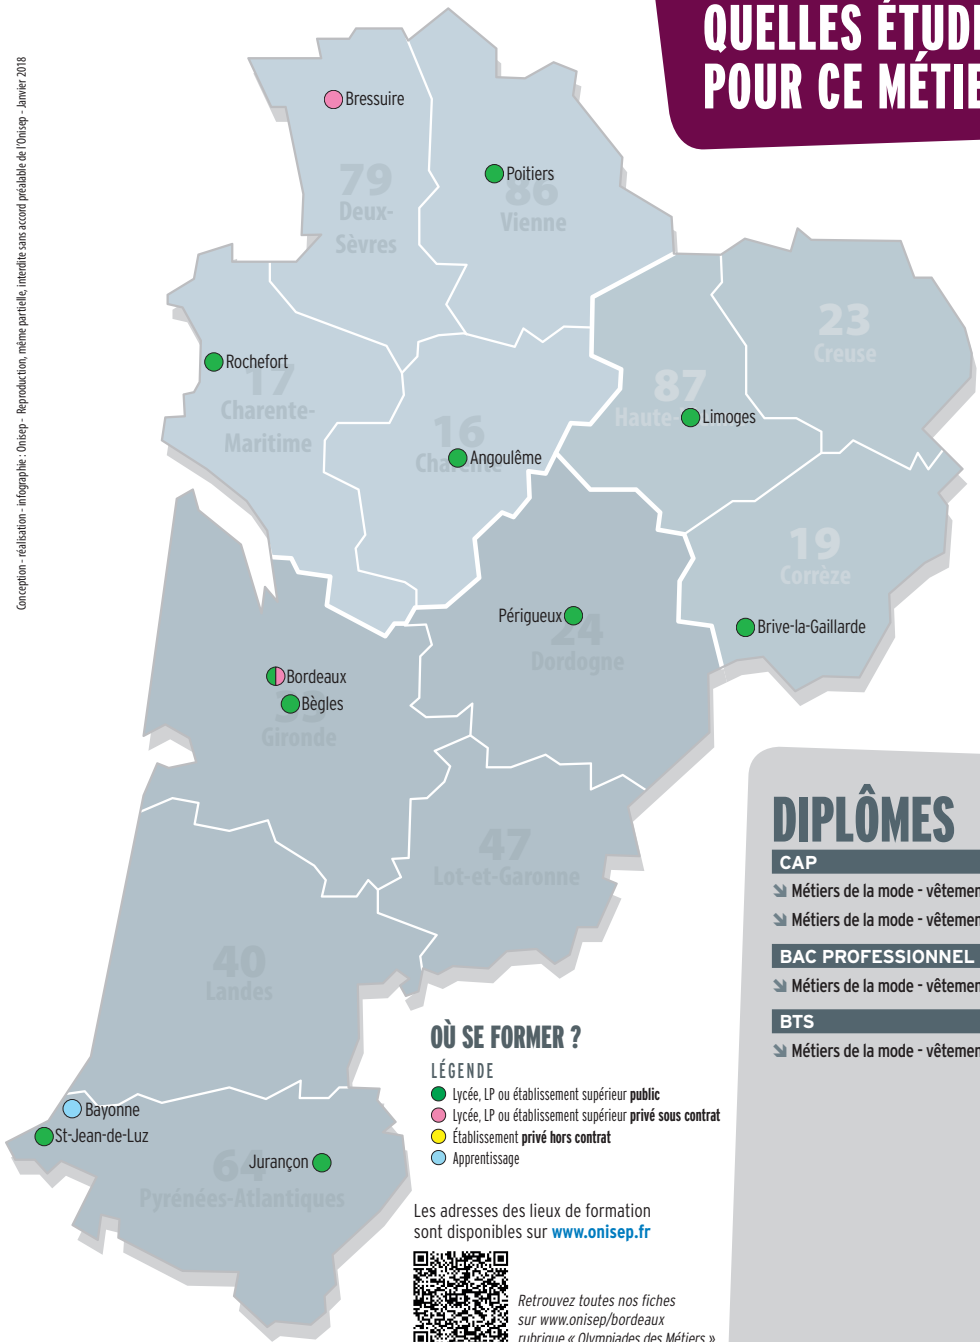 QUELLES ÉTUD
POUR CE MÉTIE
Conception - réalisation - infographie : Onisep - Reproduction, même partielle, interdite sans accord préalable de l'Onisep - Janvier 2018
Bressuire
79
Deux-
Sèvres
Poitiers
86
Vienne
23
Creuse
Rochefort
17
Charente-
Maritime
87
Haute-
Limoges
16
Charente
Angoulême
19
Corrèze
Périgueux
24
Dordogne
Brive-la-Gaillarde
Bordeaux
Bègles
33
Gironde
47
Lot-et-Garonne
40
Landes
Bayonne
St-Jean-de-Luz
Jurançon
64
Pyrénées-Atlantiques
DIPLÔMES
CAP
Métiers de la mode - vêtemen
Métiers de la mode - vêtemen
BAC PROFESSIONNEL
Métiers de la mode - vêtemen
BTS
Métiers de la mode - vêtemen
OÙ SE FORMER ?
LÉGENDE
Lycée, LP ou établissement supérieur public
Lycée, LP ou établissement supérieur privé sous contrat
Établissement privé hors contrat
Apprentissage
Les adresses des lieux de formation
sont disponibles sur www.onisep.fr
Retrouvez toutes nos fiches
sur www.onisep/bordeaux
rubrique « Olympiades des Métiers »